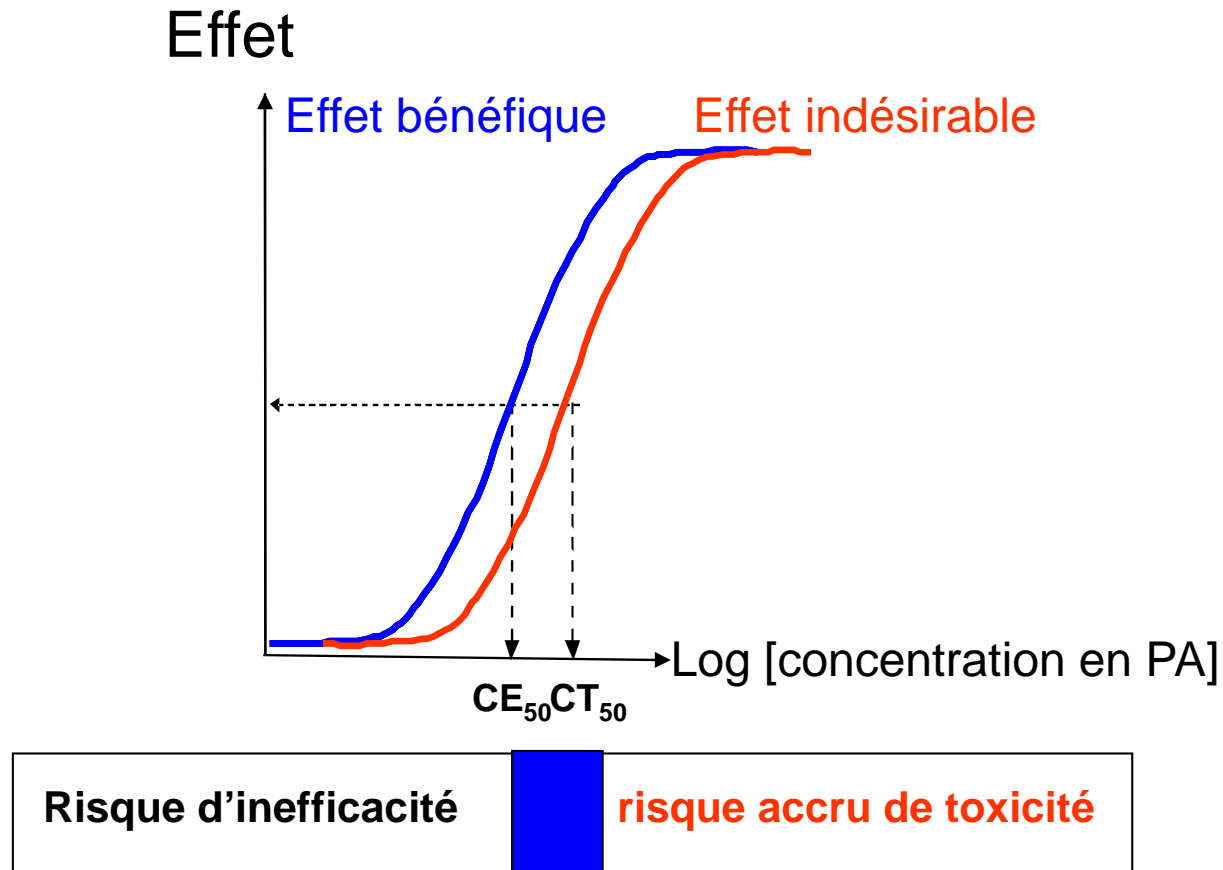 Effet
Effet bénéfique Effet indésirable
Log [concentration en PA]
CE50CT50
Risque d’inefficacité risque accru de toxicité